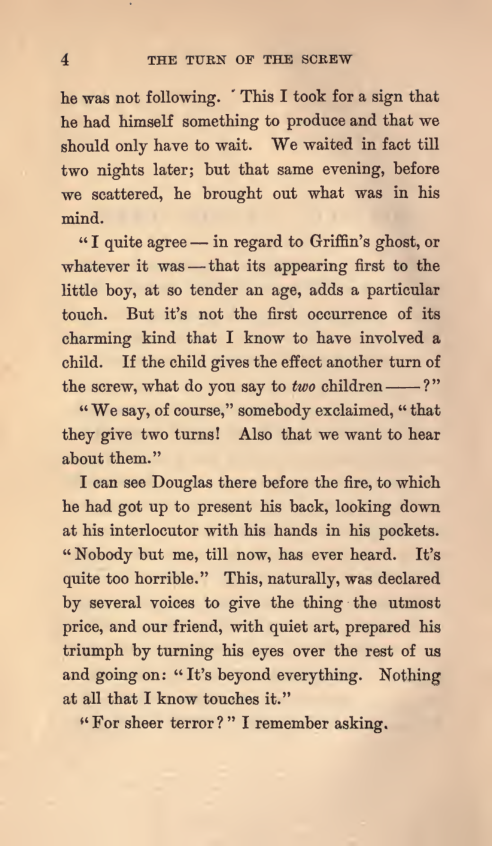 4 THE TURN OF THE SCREW
he was not following. This I took for a sign that
he had himself something to produce and that we
should only have to wait. We waited in fact till
two nights later; but that same evening, before
we scattered, he brought out what was in his
mind.
“I quite agree — in regard to Griffin’s ghost, or
whatever it was — that its appearing first to the
little boy, at so tender an age, adds a particular
touch. But it’s not the first occurrence of its
charming kind that I know to have involved a
child. If the child gives the effect another turn of
the screw, what do you say to two children ——?”
“We say, of course,” somebody exclaimed, “that
they give two turns! Also that we want to hear
about them.”
I can see Douglas there before the fire, to which
he had got up to present his back, looking down
at his interlocutor with his hands in his pockets.
“Nobody but me, till now, has ever heard. It’s
quite too horrible.” This, naturally, was declared
by several voices to give the thing the utmost
price, and our friend, with quiet art, prepared his
triumph by turning his eyes over the rest of us
and going on: “It’s beyond everything. Nothing
at all that I know touches it.”
“For sheer terror?” I remember asking.